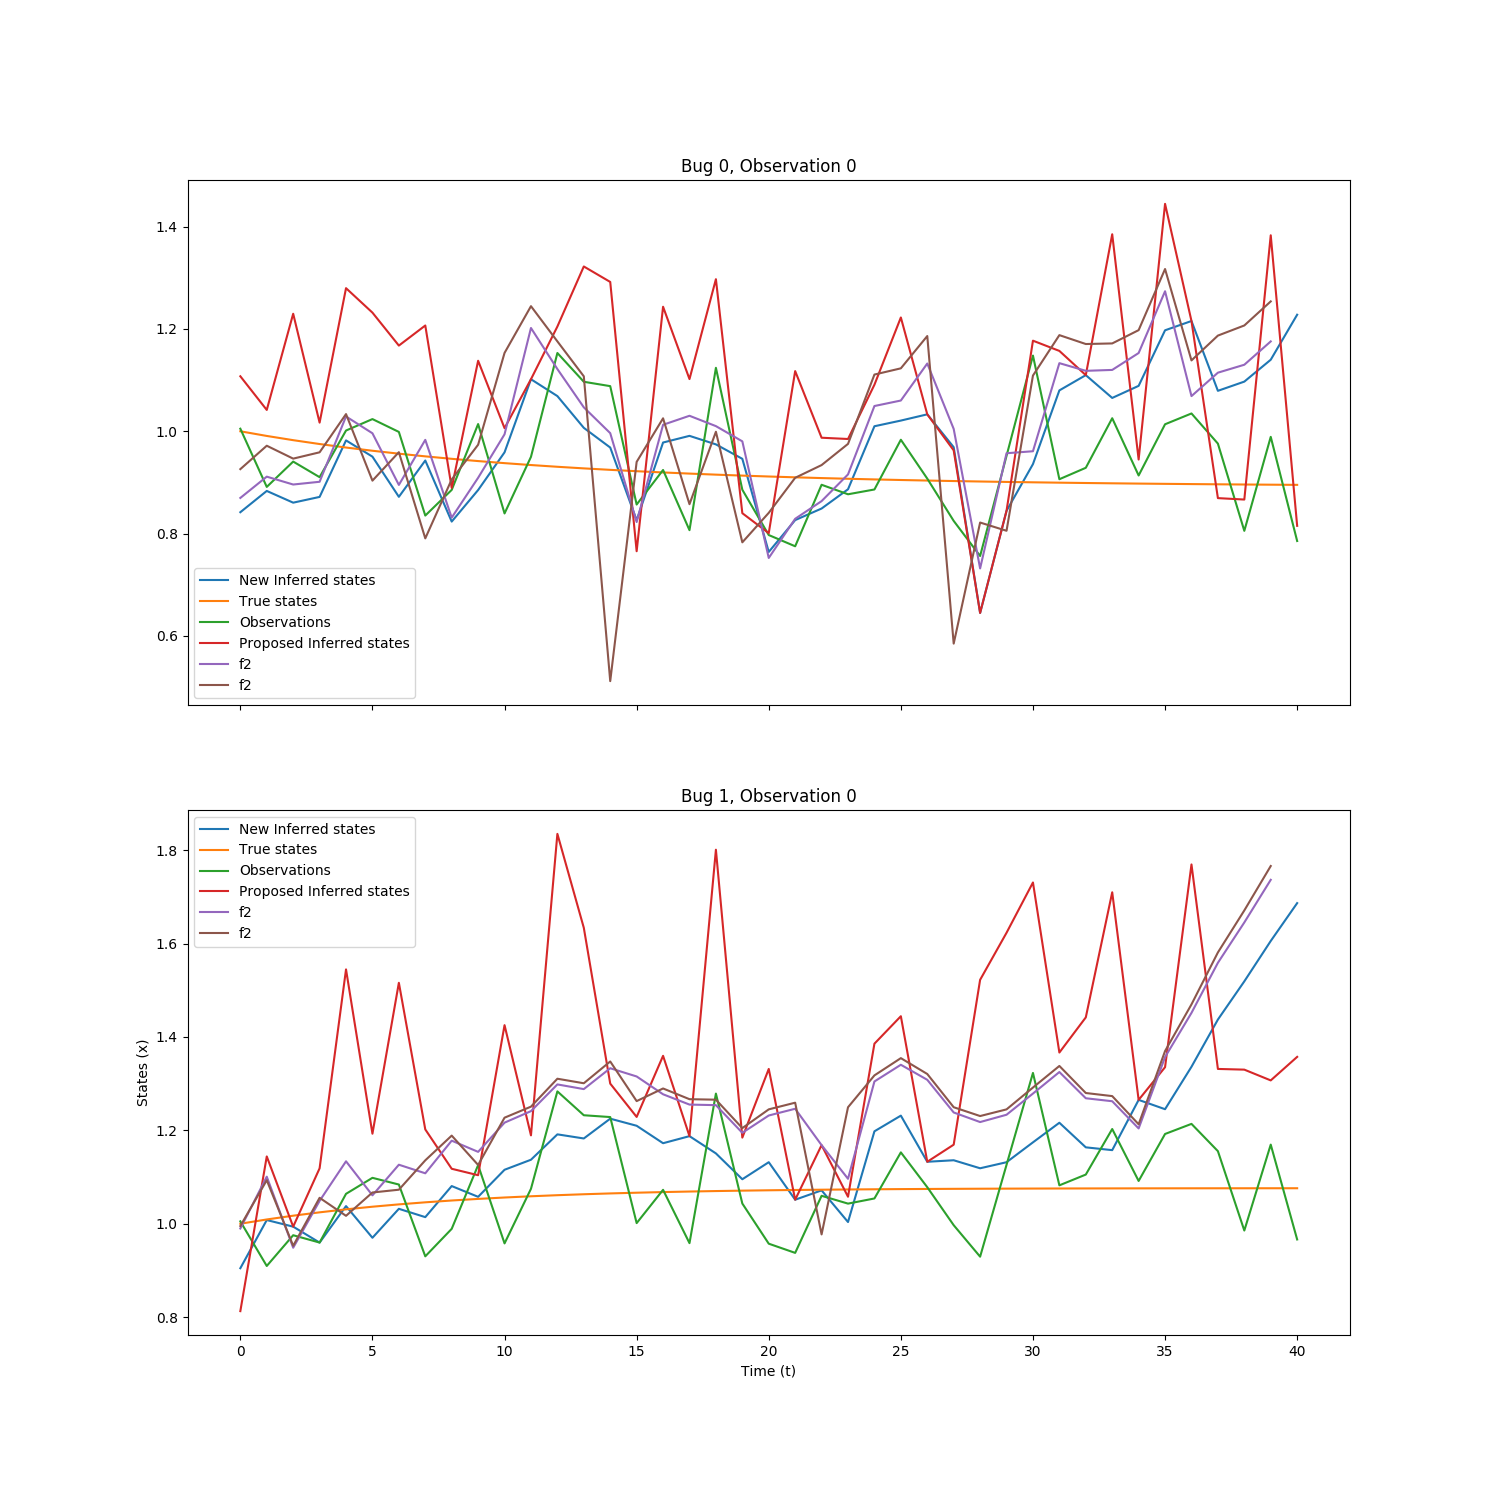 Bug 0, Observation 0
1.4
1.2
1.0
0.8
0.6
New Inferred states
True states
Observations
Proposed Inferred states
f2
f2
Bug 1, Observation 0
New Inferred states
True states
Observations
Proposed Inferred states
f2
f2
1.8
1.6
1.4
1.2
1.0
0.8
States (x)
0 5 10 15 20 25 30 35 40
Time (t)